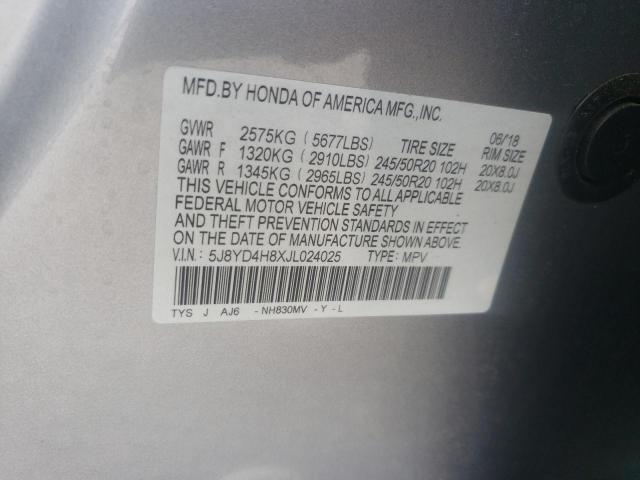 MFD.BY HONDA OF AMERICA MFG.,INC.
06/'18
GVWR 2575KG (5677LBS) TIRE SIZE RIM SIZE
GAWR F 1320KG (2910LBS) 245/50R20 102H 20X8.0J
GAWR R 1345KG (2965LBS) 245/50R20 102H 20X8.0J
THIS VEHICLE CONFORMS TO ALL APPLICABLE
FEDERAL MOTOR VEHICLE SAFETY
AND THEFT PREVENTION STANDARDS IN EFFECT
ON THE DATE OF MANUFACTURE SHOWN ABOVE.
V.I.N.: 5J8YD4H8XJL024025 TYPE: MPV
TYS J AJ6 -NH830MV -Y-L